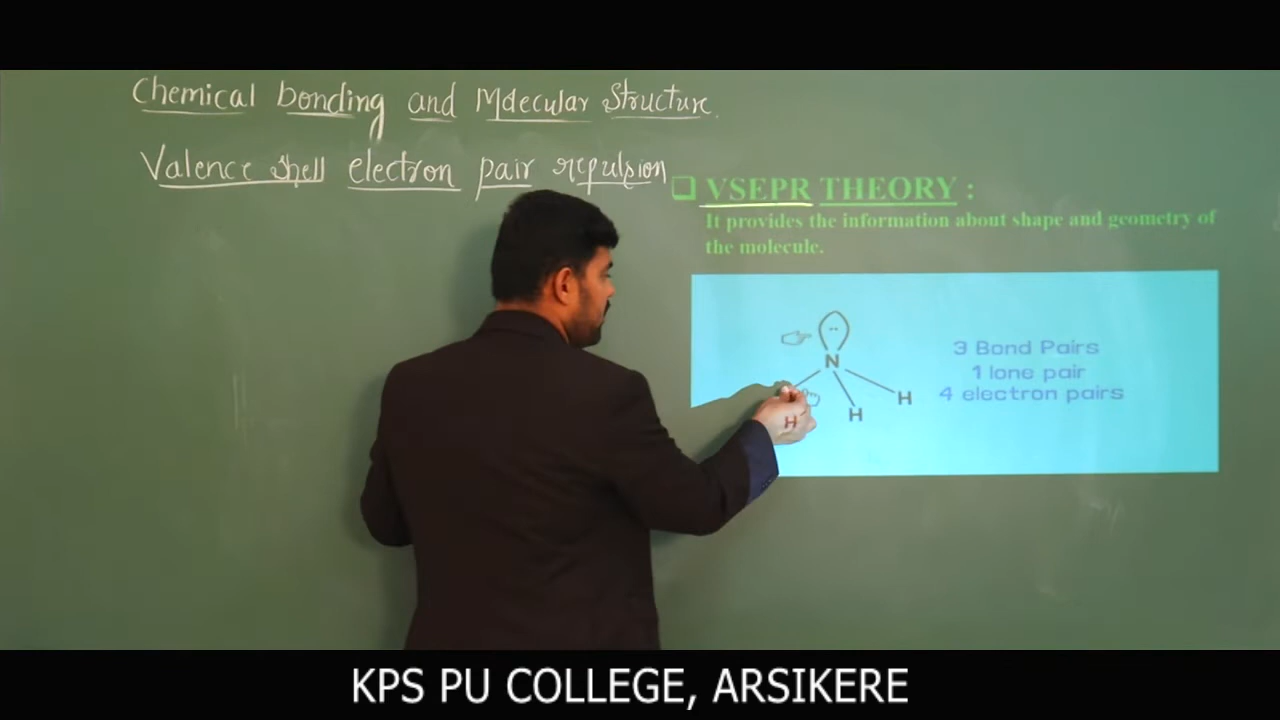 Chemical bonding and Molecular Structure.
Valence shell electron pair repulsion
❑ VSEPR THEORY :
It provides the information about shape and geometry of
the molecule.
N
H
H
H
3 Bond Pairs
1 lone pair
4 electron pairs
KPS PU COLLEGE, ARSIKERE